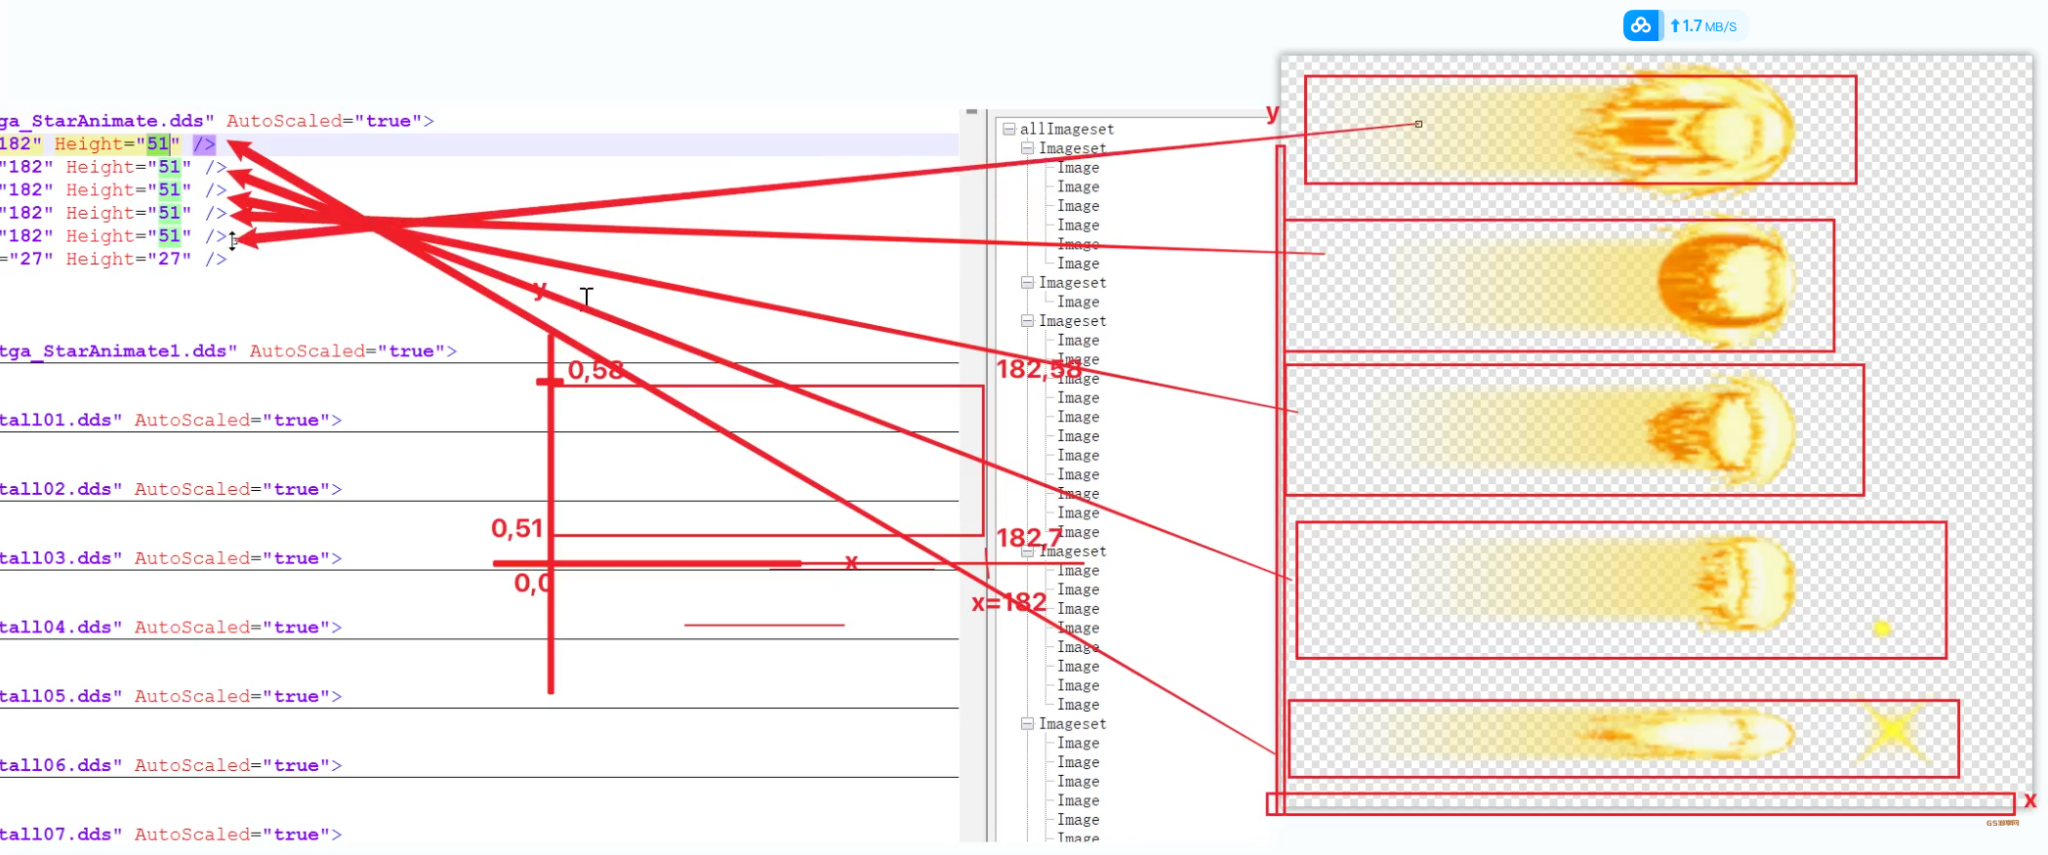 ↑1.7 MB/S
ga_StarAnimate.dds" AutoScaled="true">
182" Height="51" />
"182" Height="51" />
"182" Height="51" />
"182" Height="51" />
"182" Height="51" />
="27" Height="27" />
tga_StarAnimate1.dds" AutoScaled="true">
tall01.dds" AutoScaled="true">
tall02.dds" AutoScaled="true">
tall03.dds" AutoScaled="true">
tall04.dds" AutoScaled="true">
tall05.dds" AutoScaled="true">
tall06.dds" AutoScaled="true">
tall07.dds" AutoScaled="true">
y
0,58
182,58
0,51
182,7
x
0,0
x=182
allImageset
Imageset
Image
Image
Image
Image
Image
Image
Imageset
Image
Imageset
Image
Image
Image
Image
Image
Image
Image
Image
Image
Image
Image
Imageset
Image
Image
Image
Image
Image
Image
Image
Image
Imageset
Image
Image
Image
Image
Image
Image
y
x